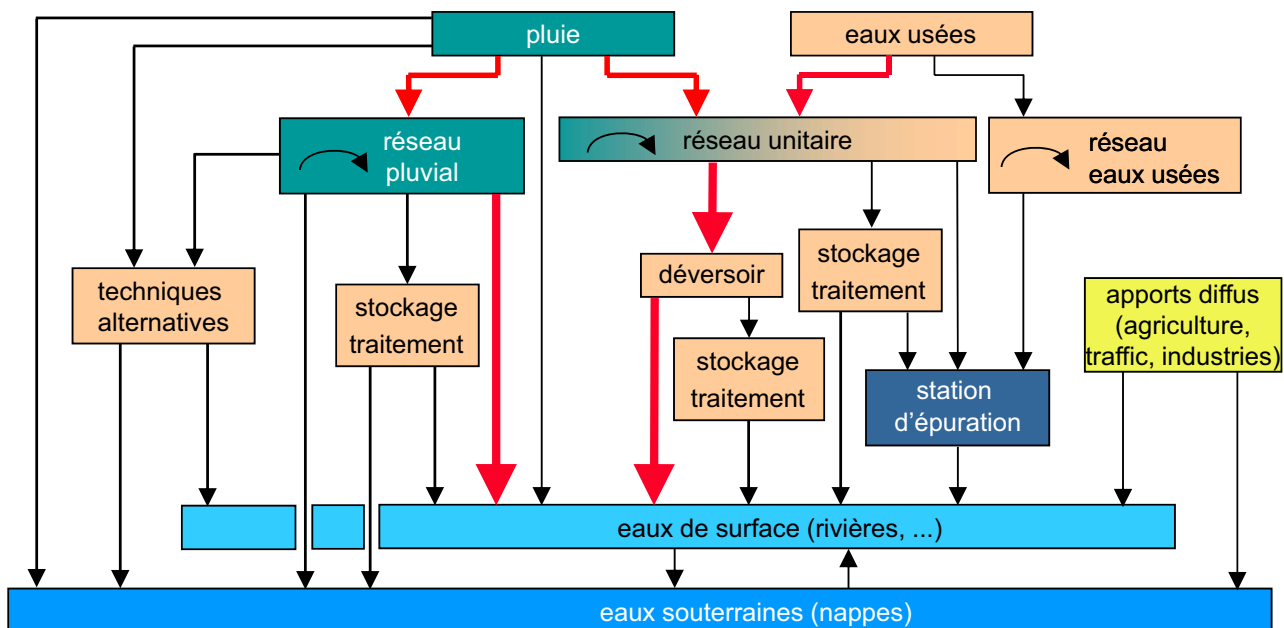 pluie
eaux usées
réseau
pluvial
réseau unitaire
réseau
eaux usées
techniques
alternatives
stockage
traitement
déversoir
stockage
traitement
stockage
traitement
apports diffus
(agriculture,
traffic, industries)
station
d'épuration
eaux de surface (rivières, ...)
eaux souterraines (nappes)